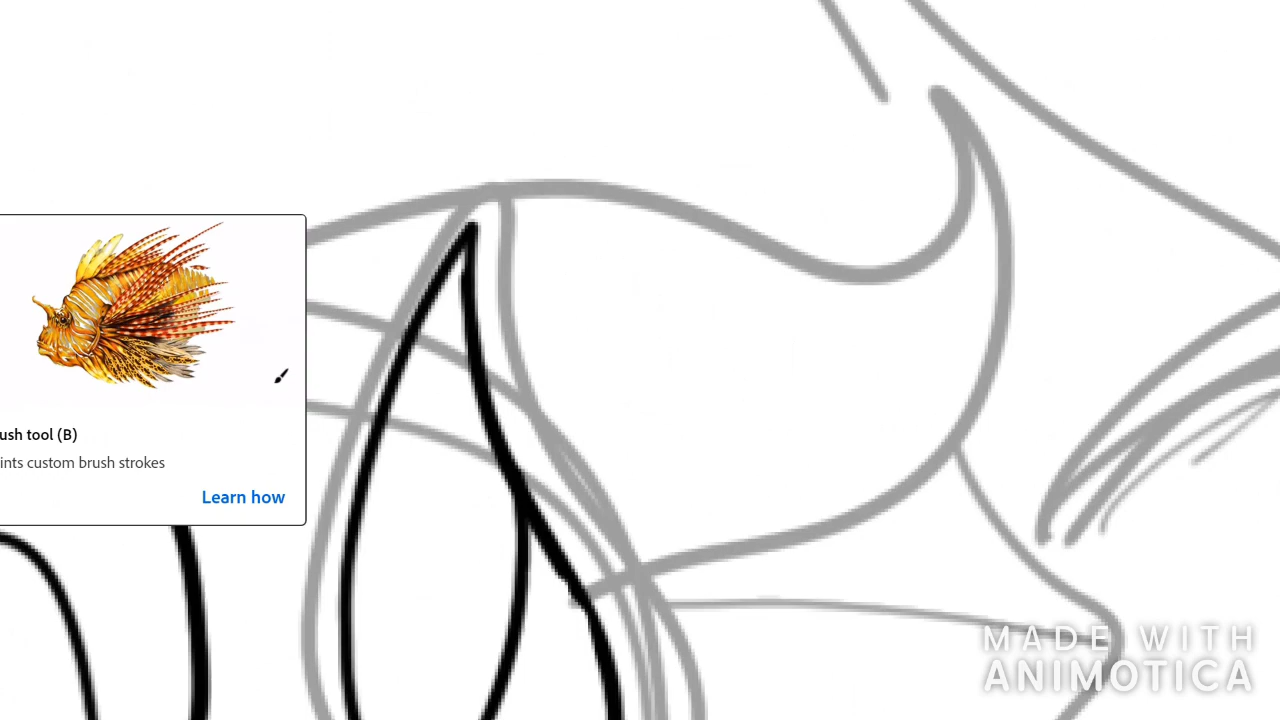 ush tool (B)
ints custom brush strokes
Learn how
MADE WITH
ANIMOTICA